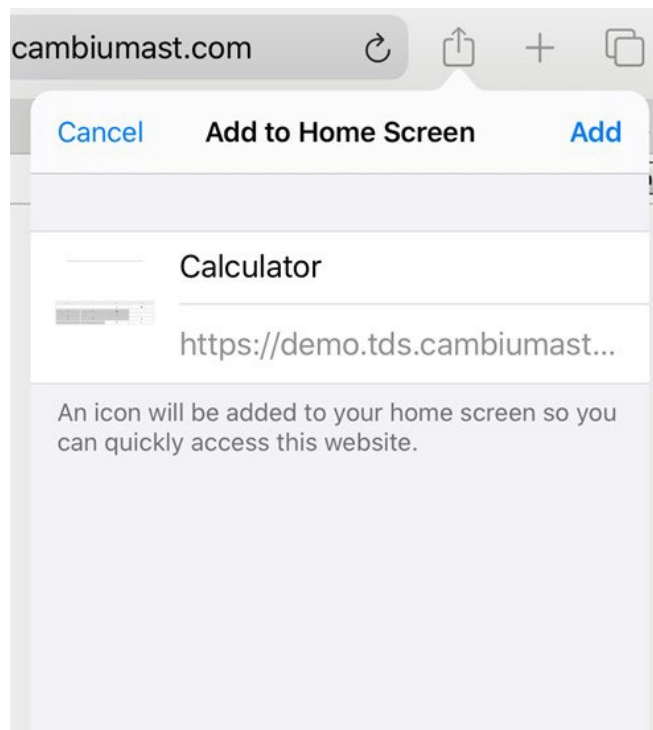 cambiumast.com
Cancel Add to Home Screen Add
Calculator
https://demo.tds.cambiumast...
An icon will be added to your home screen so you
can quickly access this website.